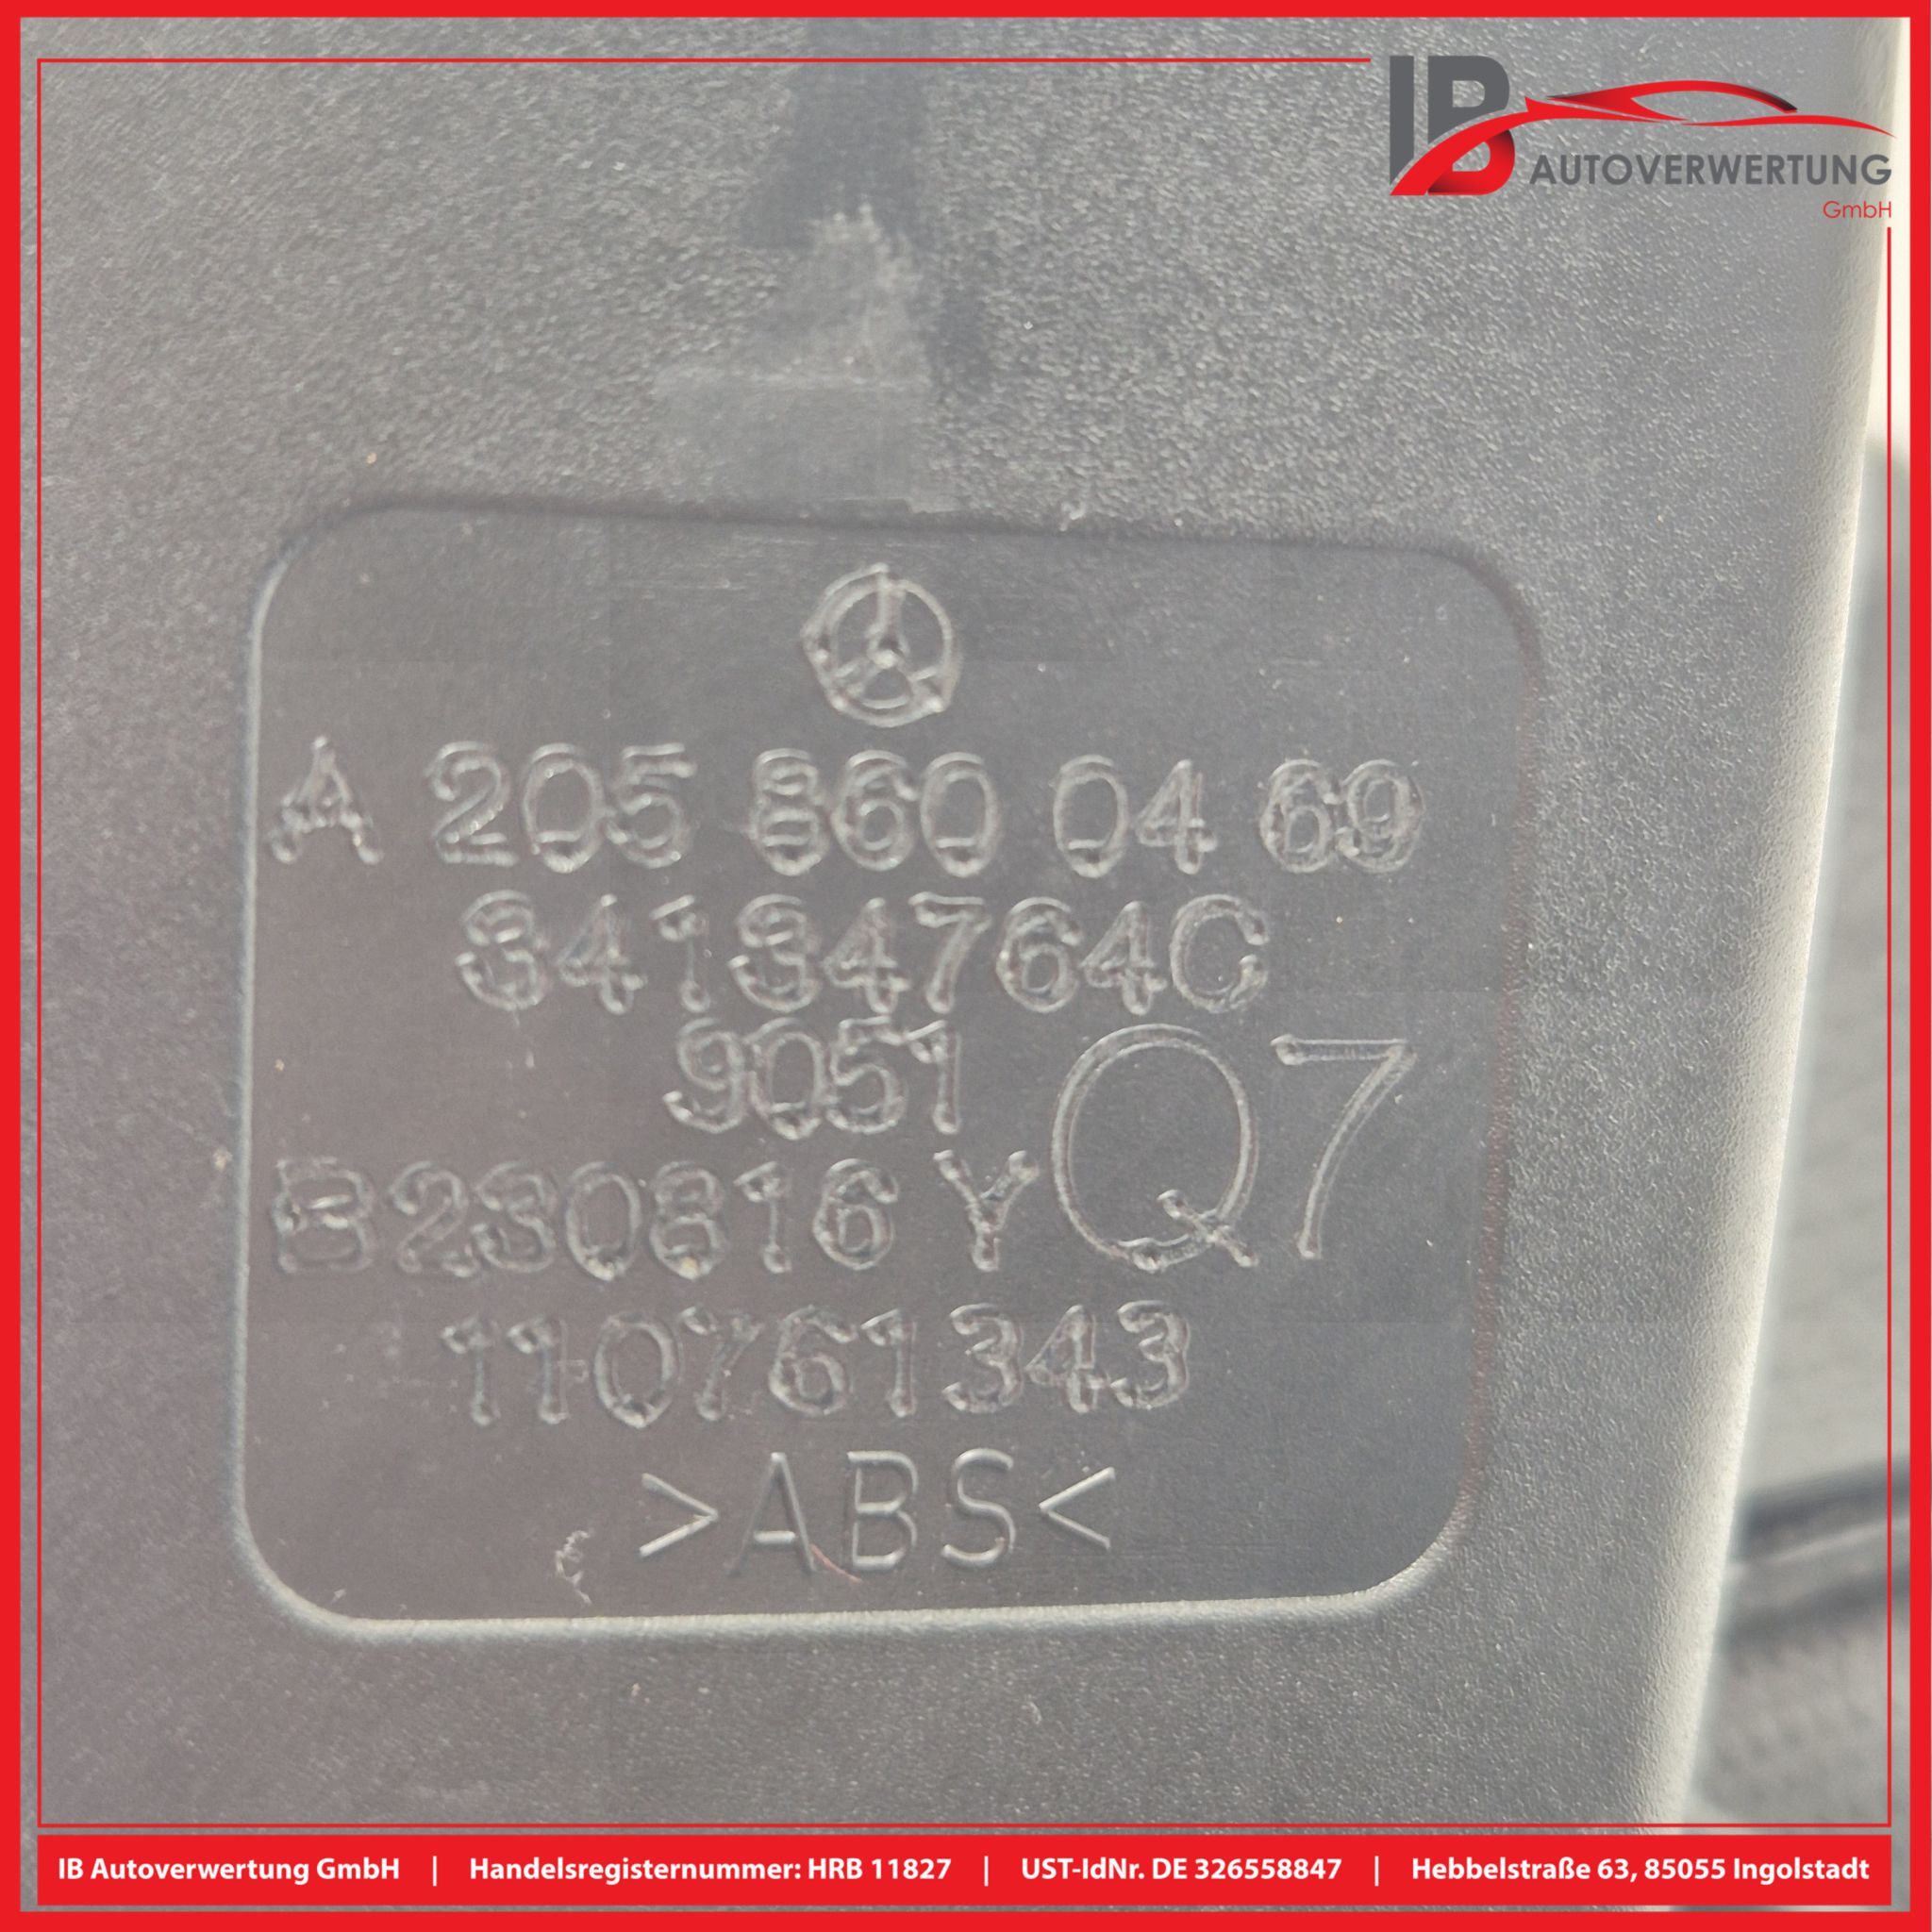 IB
AUTOVERWERTUNG
GmbH
A 205 860 04 69
34134764C
9051
Q7
B230816 Y
110761343
>ABS<
IB Autoverwertung GmbH | Handelsregisternummer: HRB 11827 | UST-IdNr. DE 326558847 | Hebbelstraße 63, 85055 Ingolstadt